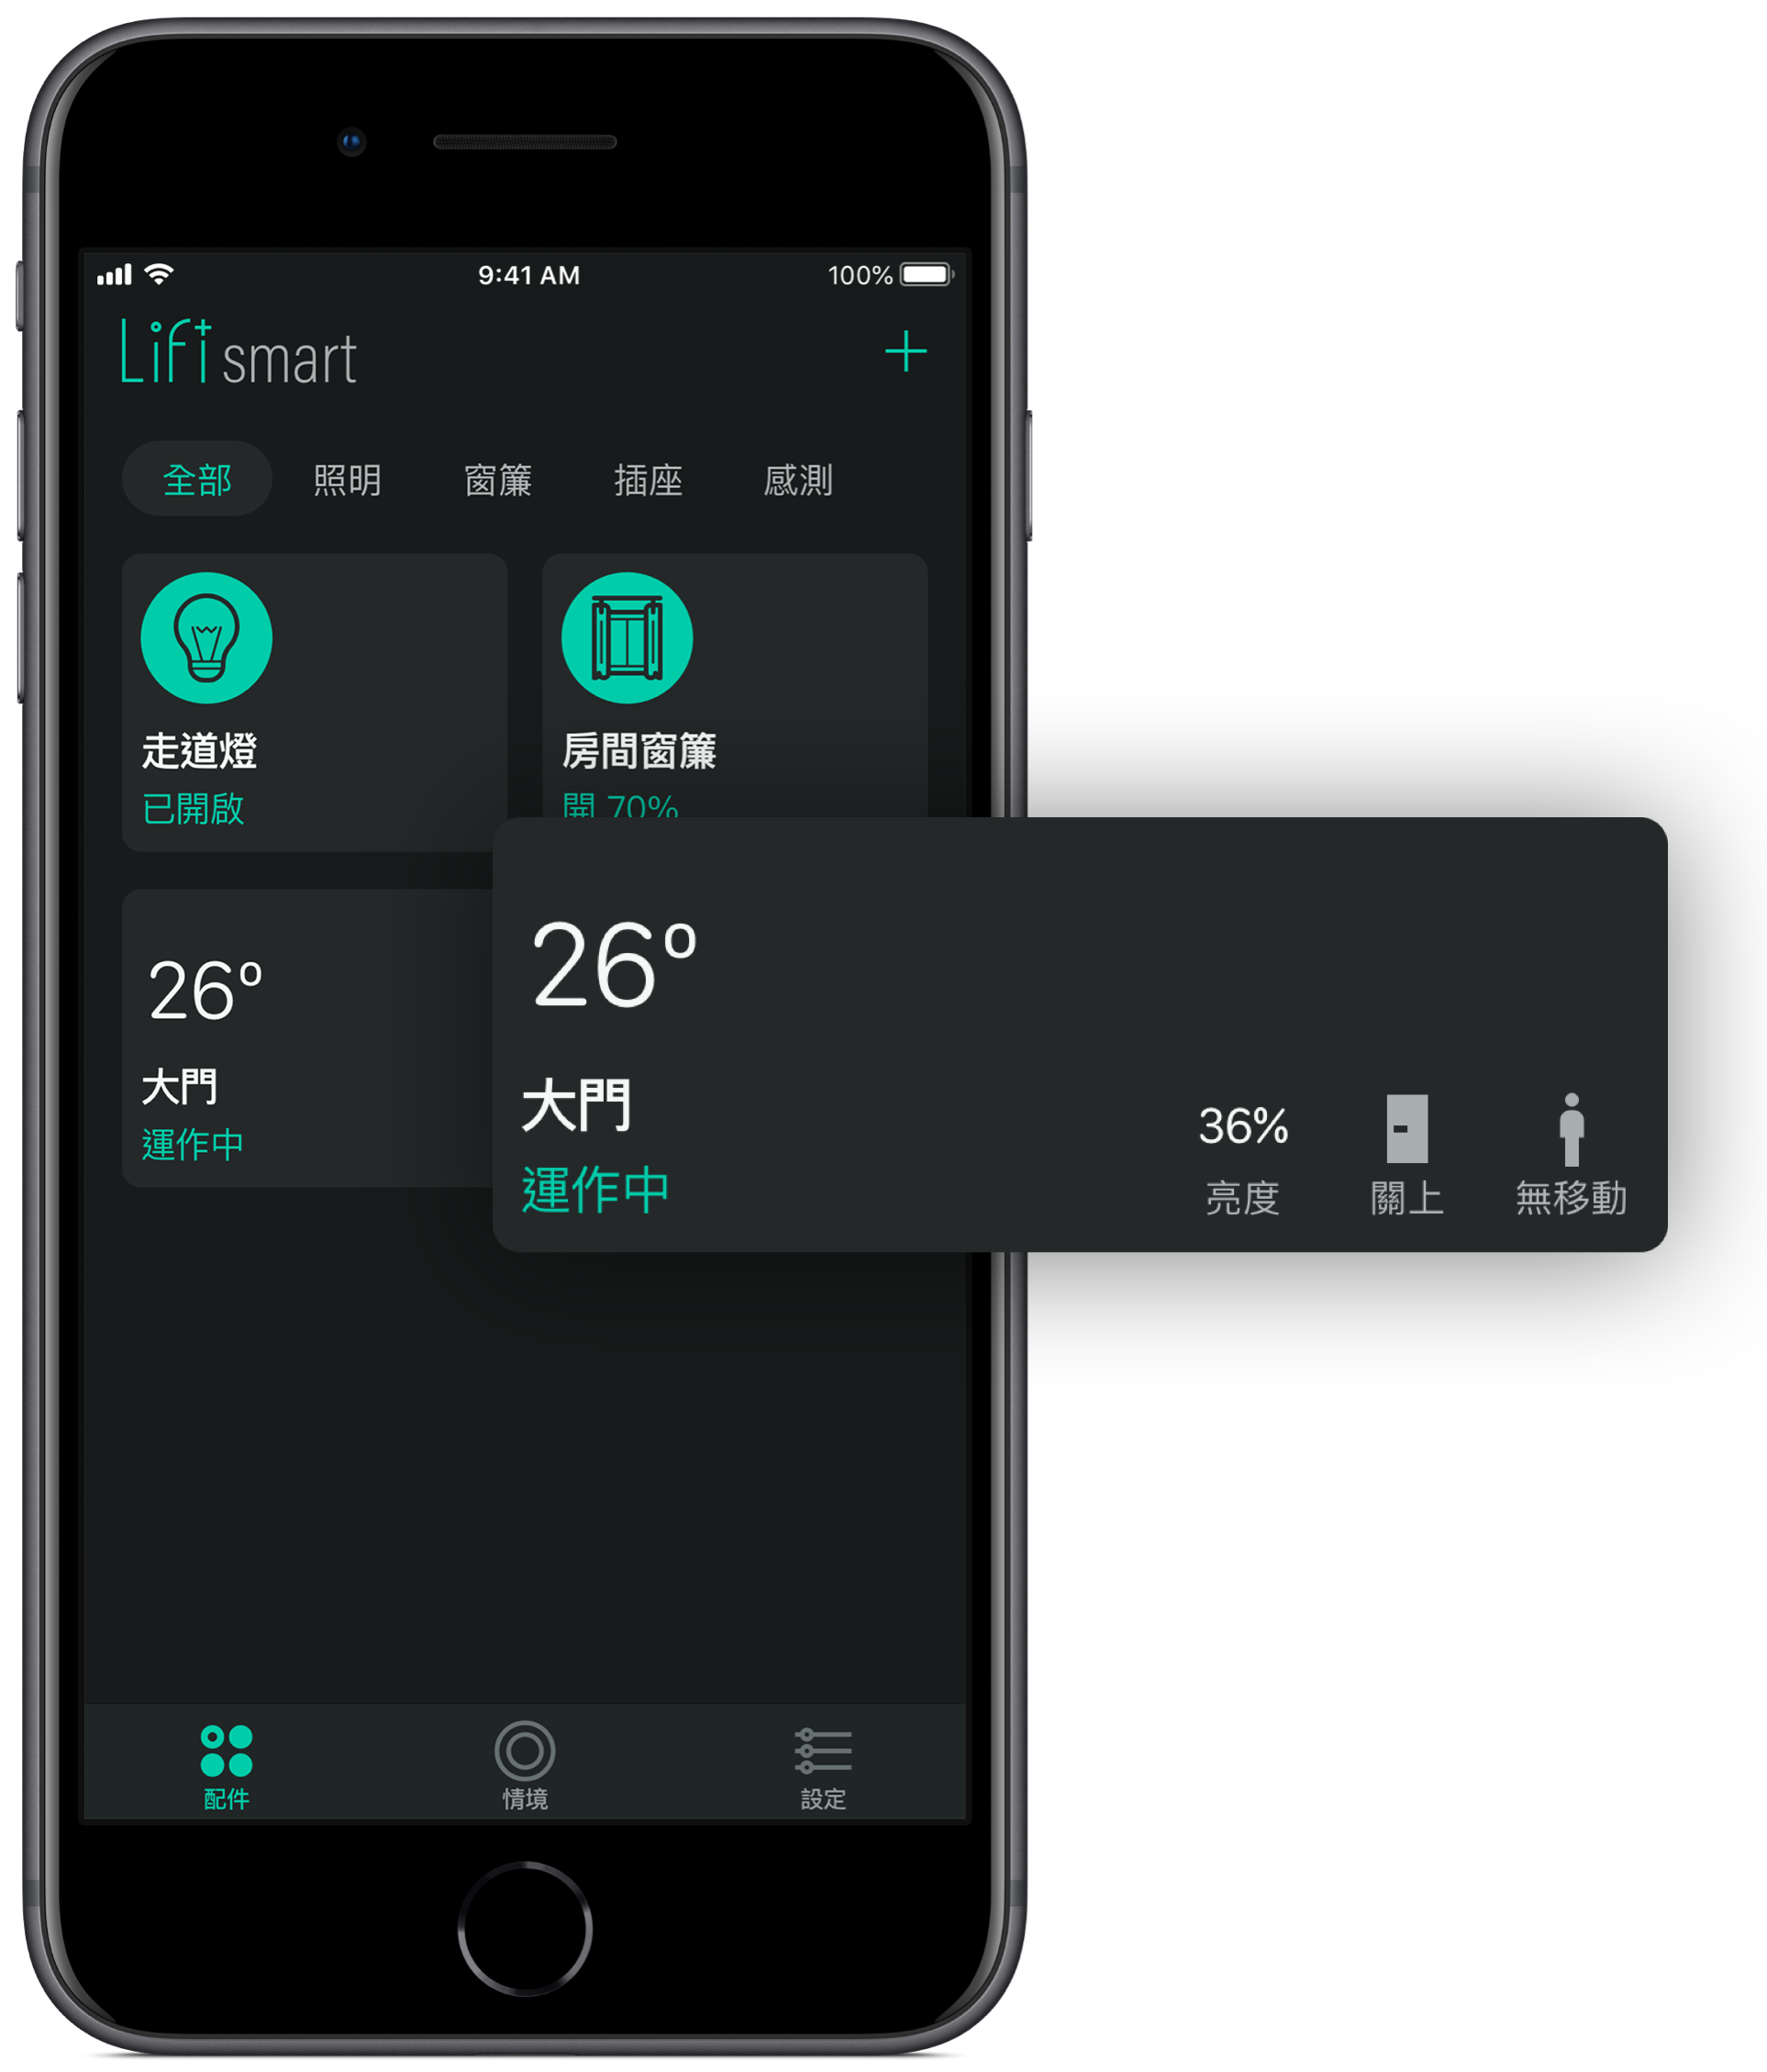 9:41 AM 100%
Lifi smart
全部 照明 窗簾 插座 感測
走道燈 房間窗簾
已開啟 開 70%
26°
大門
運作中
26°
大門
運作中
36%
亮度 關上 無移動
配件 情境 設定